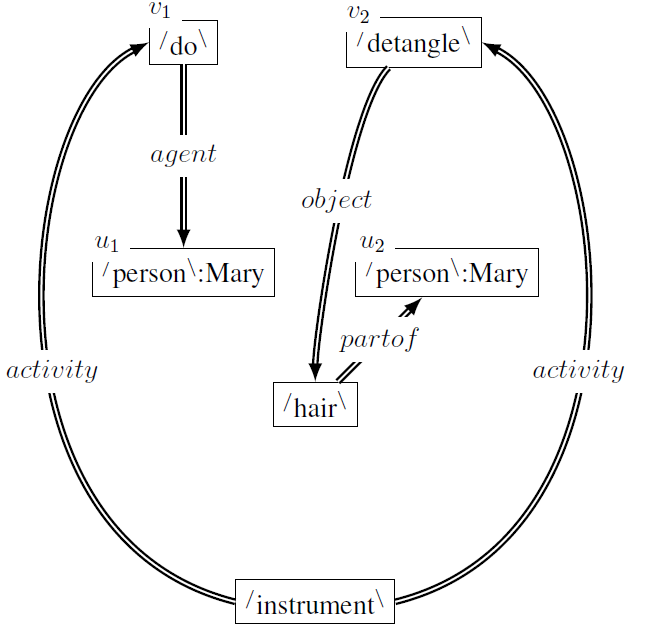 v1 v2
/do\ /detangle\
agent
object
u1 u2
/person\:Mary /person\:Mary
partof
activity activity
/hair\
/instrument\